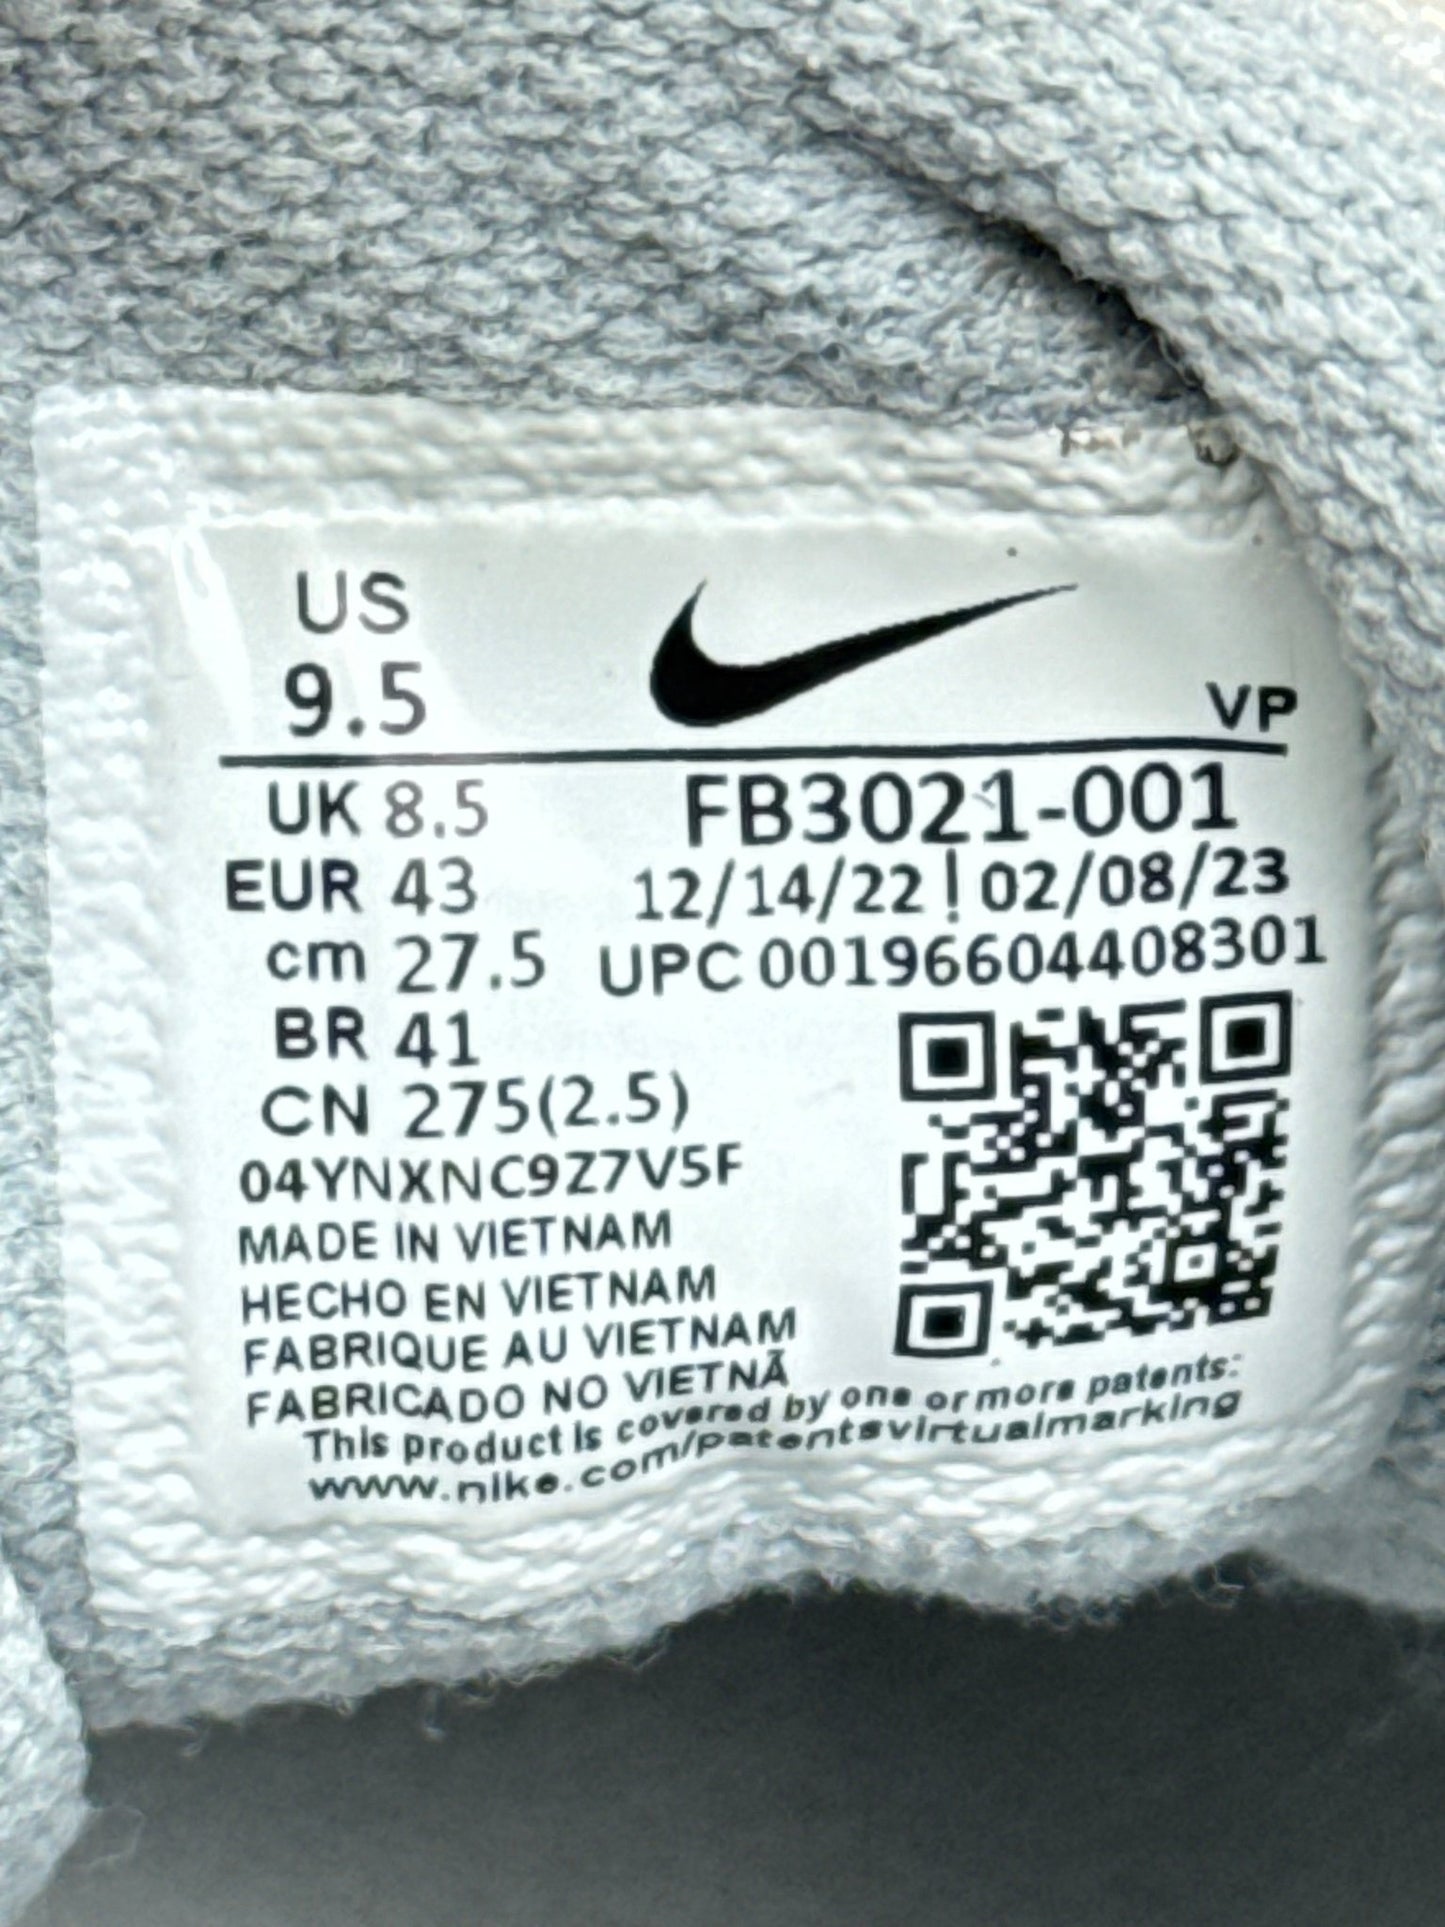 US
9.5
VP
UK 8.5
FB3021-001
EUR 43
12/14/22 | 02/08/23
cm 27.5
UPC 00196604408301
BR 41
CN 275(2.5)
04YNXNC9Z7V5F
MADE IN VIETNAM
HECHO EN VIETNAM
FABRIQUE AU VIETNAM
FABRICADO NO VIETNÃ
This product is covered by one or more patents:
www.nike.com/patentsvirtualmarking